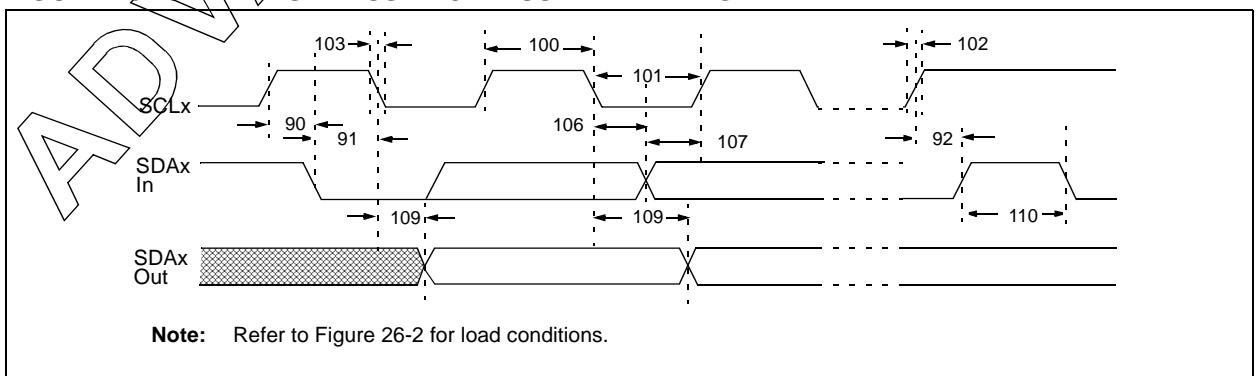 103
100
102
101
SCLx
90
106
91
107
92
SDAx
In
109
109
110
SDAx
Out
Note: Refer to Figure 26-2 for load conditions.
ADVA